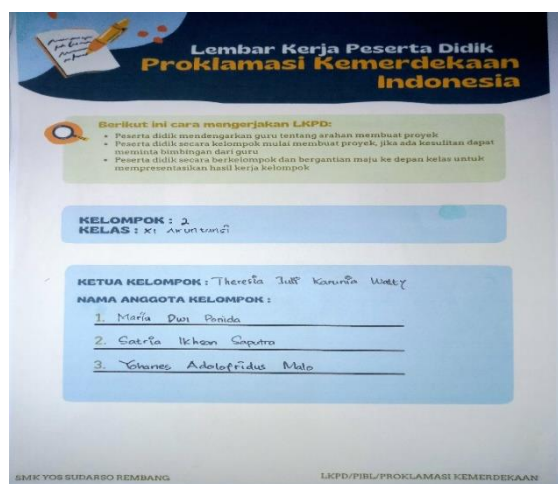 Lembar Kerja Peserta Didik
Proklamasi Kemerdekaan
Indonesia
Berikut ini cara mengerjakan LKPD:
• Peserta didik mendengarkan guru tentang arahan membuat proyek
• Peserta didik secara kelompok mulai membuat proyek, jika ada kesulitan dapat
meminta bimbingan dari guru
• Peserta didik secara berkelompok dan bergantian maju ke depan kelas untuk
mempresentasikan hasil kerja kelompok
KELOMPOK : 2
KELAS : XI Akuntansi
KETUA KELOMPOK : Theresia Juli Karunia
NAMA ANGGOTA KELOMPOK :
1. Maria Dwi
2. Satria Ikhsan Saputra
3. Yohanes Adolofridus Malo
SMK YOS SUDARSO REMBANG
LKPD/PJBL/PROKLAMASI KEMERDEKAAN